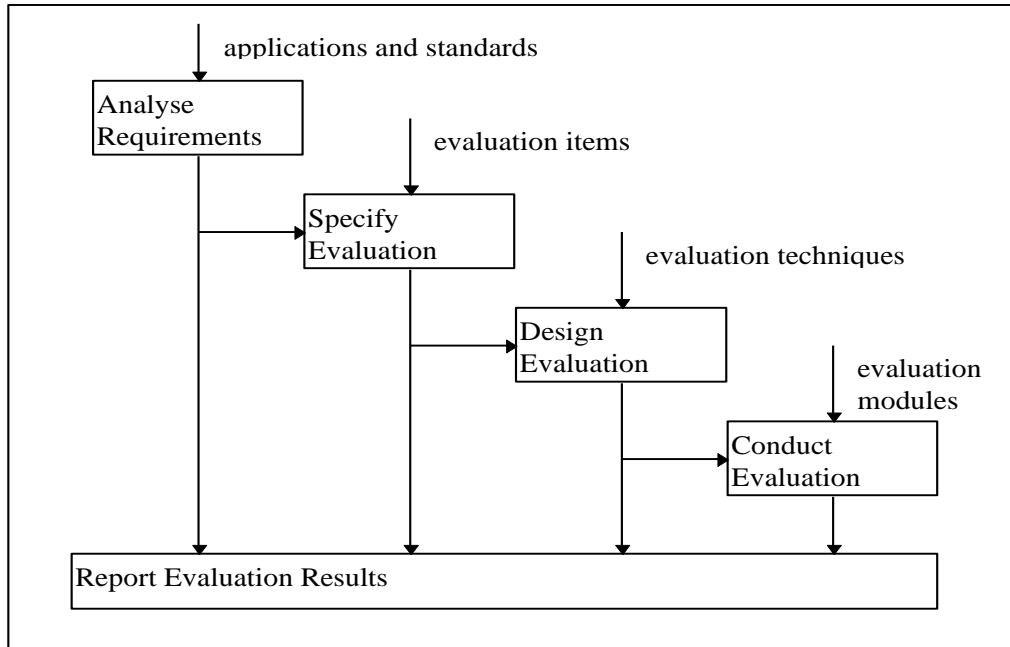 applications and standards
Analyse
Requirements
evaluation items
Specify
Evaluation
evaluation techniques
Design
Evaluation
evaluation
modules
Conduct
Evaluation
Report Evaluation Results